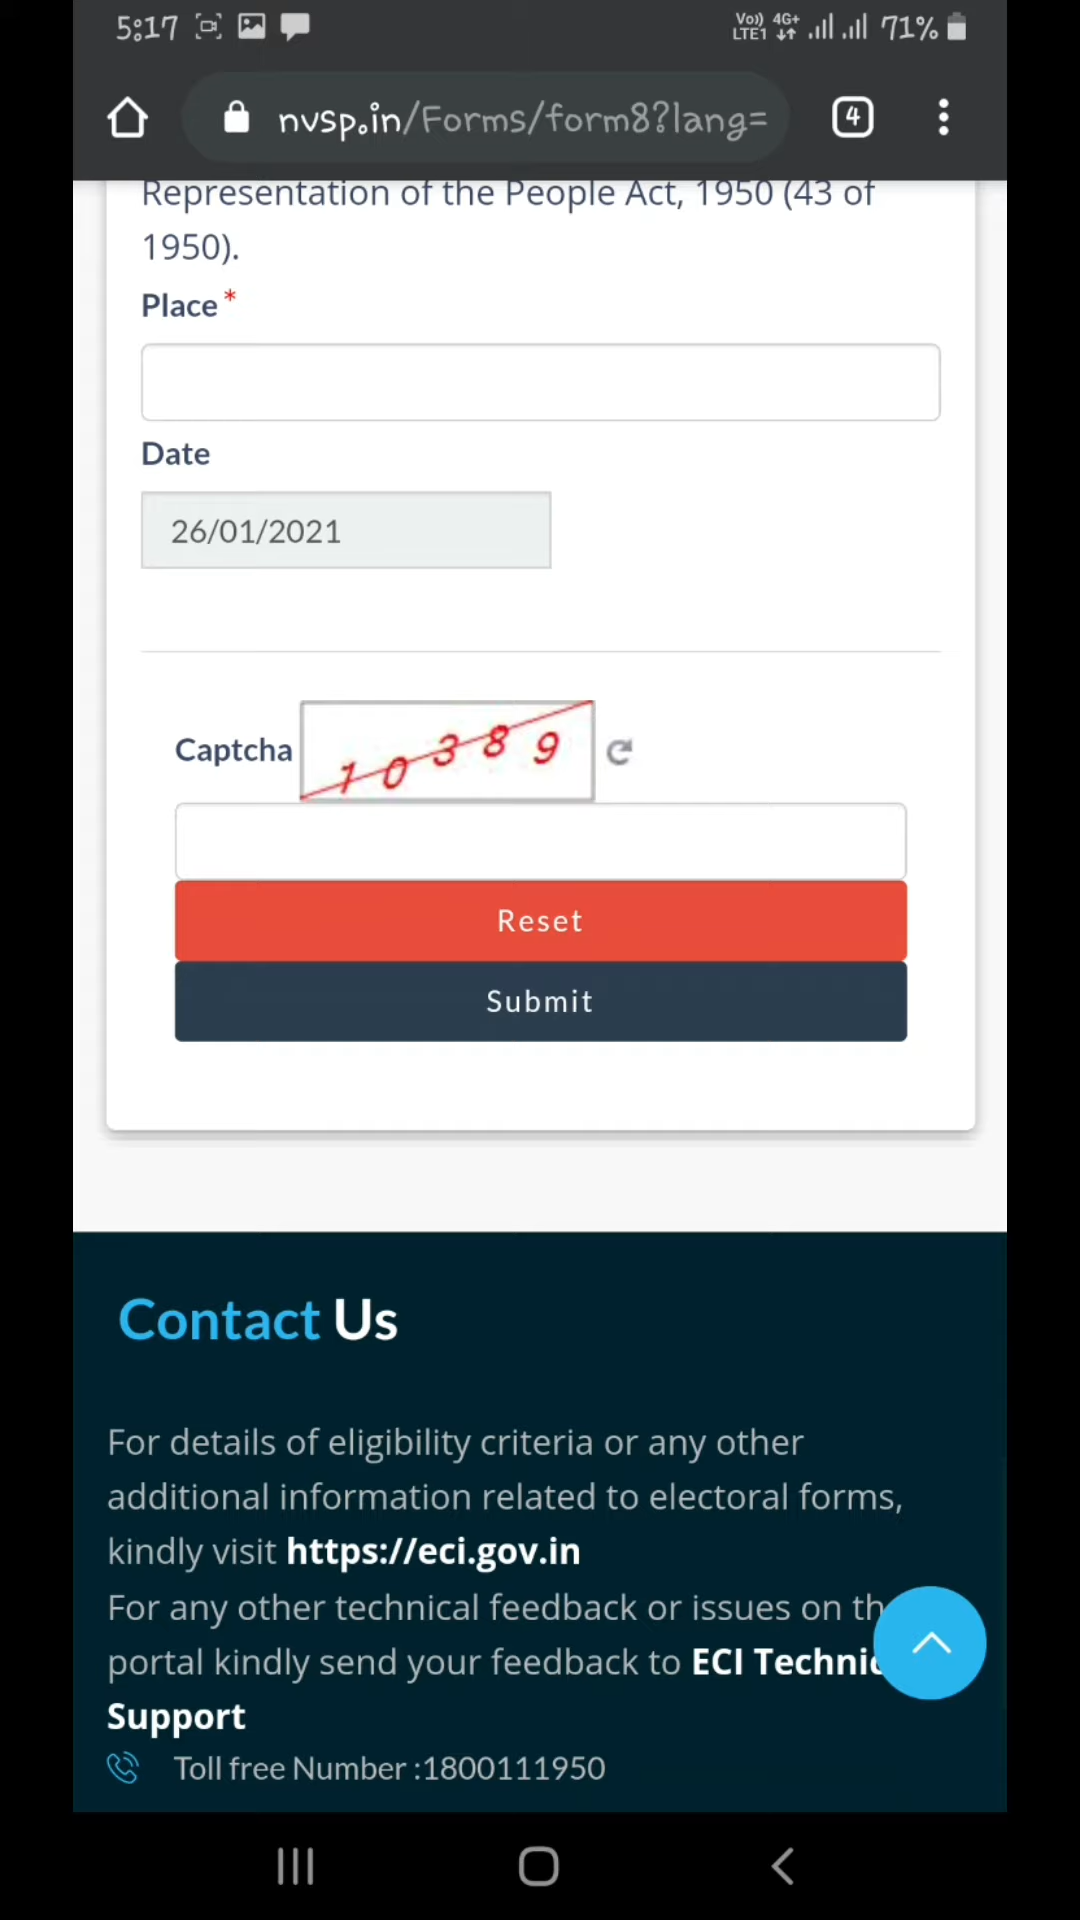 5:17
Vo)) LTE1 4G+ 71%
nvsp.in/Forms/form8?lang=
4
Representation of the People Act, 1950 (43 of
1950).
Place *
Date
26/01/2021
Captcha 10389
Reset
Submit
Contact Us
For details of eligibility criteria or any other
additional information related to electoral forms,
kindly visit https://eci.gov.in
For any other technical feedback or issues on th
portal kindly send your feedback to ECI Technic
Support
Toll free Number :1800111950